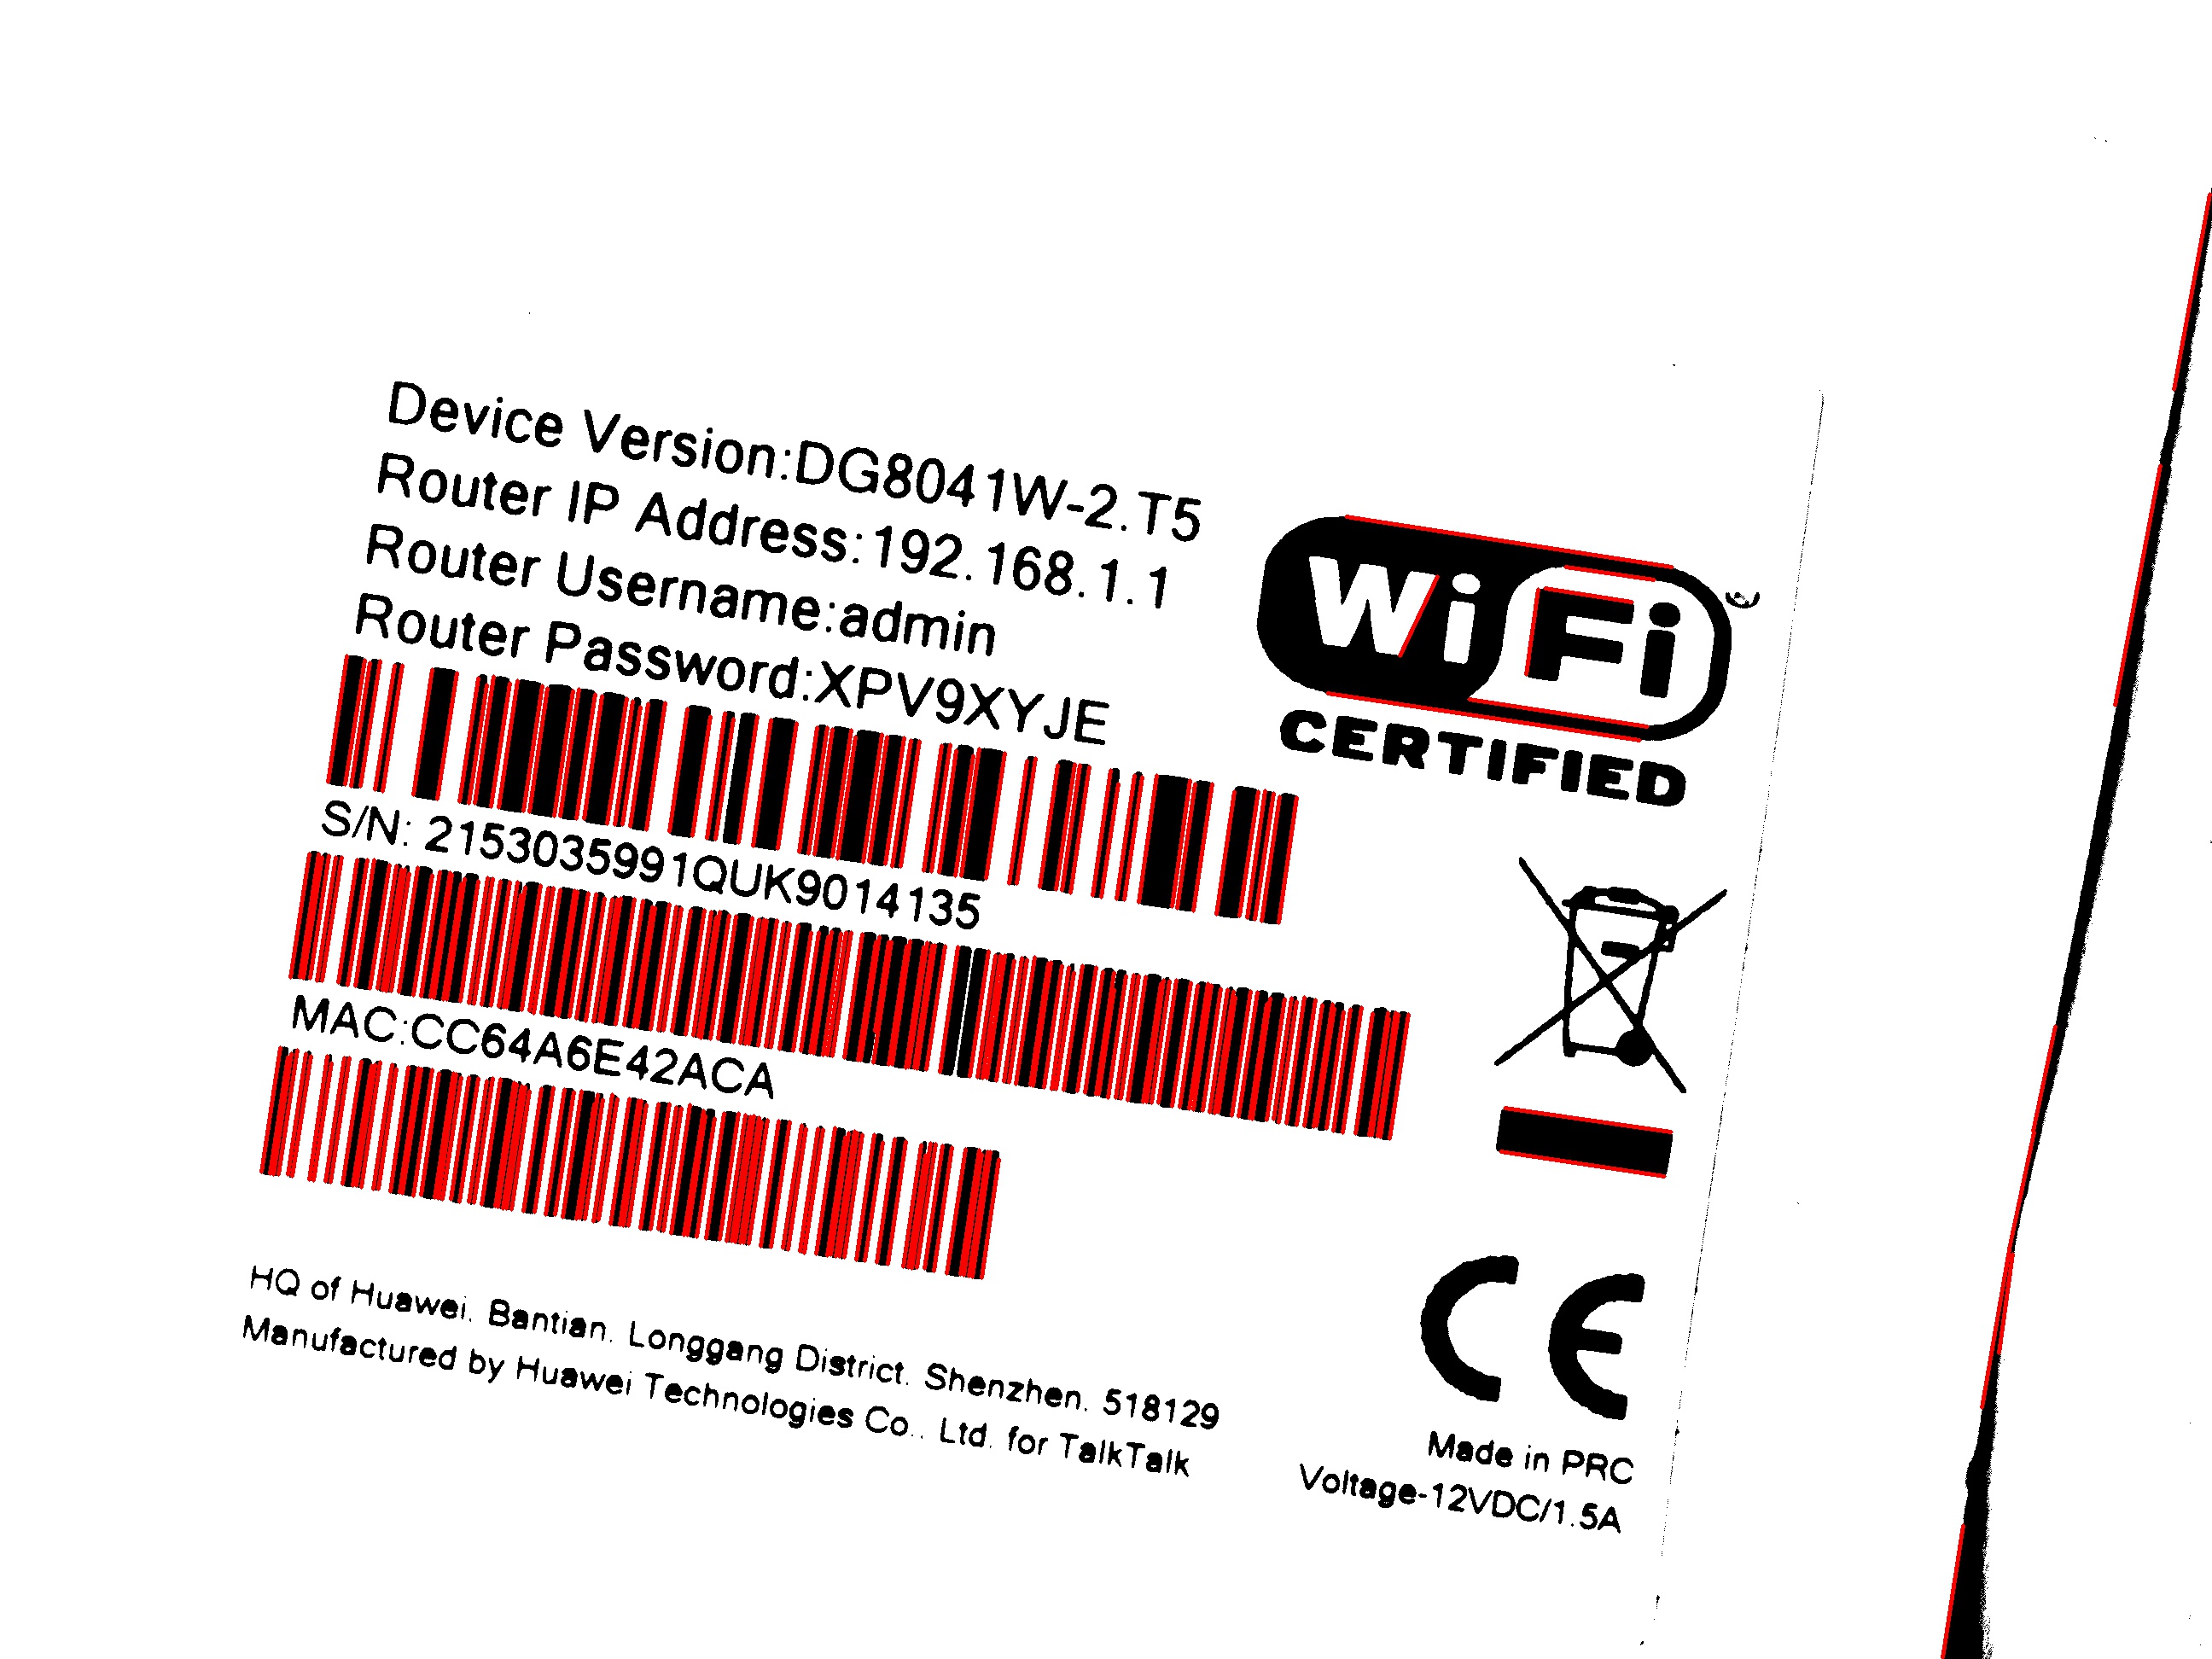 Device Version:DG8041W-2.T5
Router IP Address:192.168.1.1
Router Username:admin
Router Password:XPV9XYJE
S/N: 2153035991QUK9014135
MAC:CC64A6E42ACA
HQ of Huawei. Bantian. Longgang District. Shenzhen. 518129
Manufactured by Huawei Technologies Co.. Ltd. for TalkTalk
WiFi
CERTIFIED
CE
Made in PRC
Voltage-12VDC/1.5A